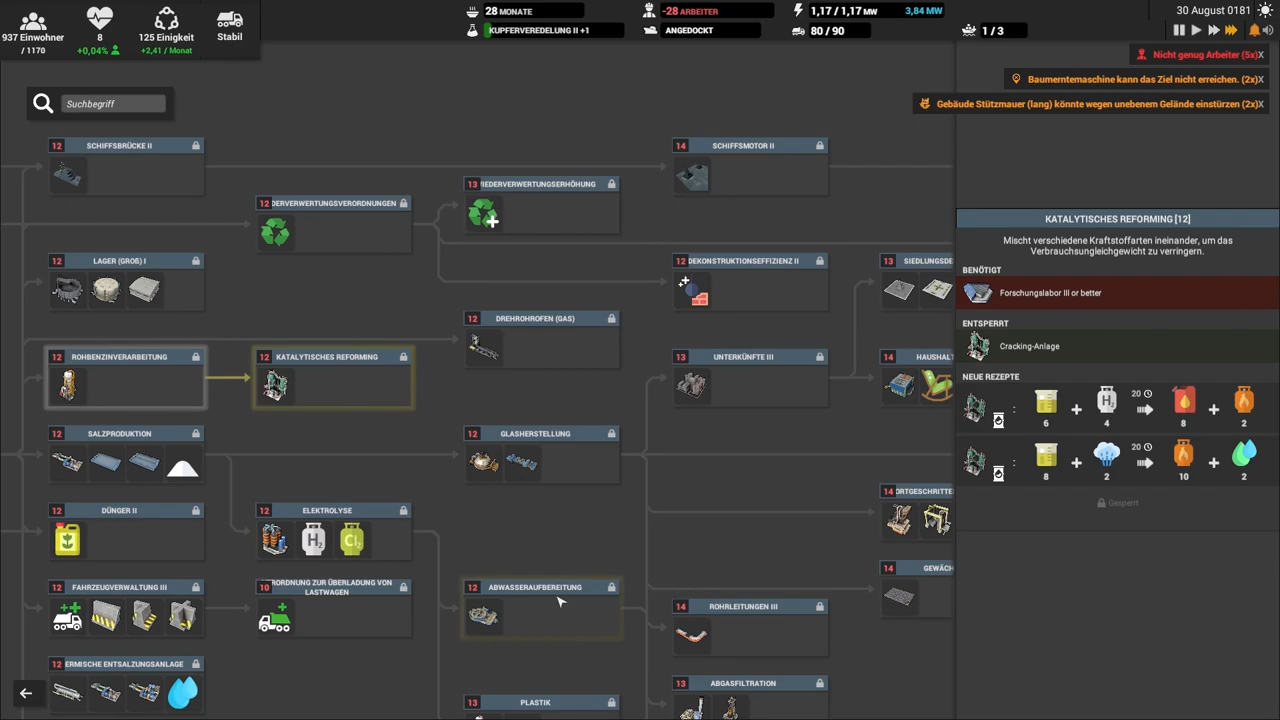 937 Einwohner
/ 1170
8
+0,04%
125 Einigkeit
+2,41 / Monat
Stabil
28 MONATE
KUPFERVEREDELUNG II +1
-28 ARBEITER
ANGEDOCKT
1,17 / 1,17 MW
3,84 MW
80 / 90
1 / 3
30 August 0181
Nicht genug Arbeiter (5x)X
Baumerntemaschine kann das Ziel nicht erreichen. (2x)X
Gebäude Stützmauer (lang) könnte wegen unebenem Gelände einstürzen (2x)X
Suchbegriff
12 SCHIFFSBRÜCKE II
14 SCHIFFSMOTOR II
13 WIEDERVERWERTUNGSERHÖHUNG
12 DERVERWERTUNGSVERORDNUNGEN
12 LAGER (GROSS) I
12 DEKONSTRUKTIONSEFFIZIENZ II
13 SIEDLUNGSDE
12 DREHROHROFEN (GAS)
12 ROHBENZINVERARBEITUNG
12 KATALYTISCHES REFORMING
13 UNTERKÜNFTE III
14 HAUSHALT
12 SALZPRODUKTION
12 GLASHERSTELLUNG
14 ORTGESCHRITTE
12 DÜNGER II
12 ELEKTROLYSE
H2
Cl2
14 GEWÄCH
12 FAHRZEUGVERWALTUNG III
10 ORDNUNG ZUR ÜBERLADUNG VON
LASTWAGEN
12 ABWASSERAUFBEREITUNG
14 ROHRLEITUNGEN III
12 ERMISCHE ENTSALZUNGSANLAGE
13 PLASTIK
13 ABGASFILTRATION
KATALYTISCHES REFORMING [12]
Mischt verschiedene Kraftstoffarten ineinander, um das
Verbrauchsungleichgewicht zu verringern.
BENÖTIGT
Forschungslabor III or better
ENTSPERRT
Cracking-Anlage
NEUE REZEPTE
: 6 + H2 4 20 8 + 2
: 8 + 2 20 10 + 2
Gesperrt